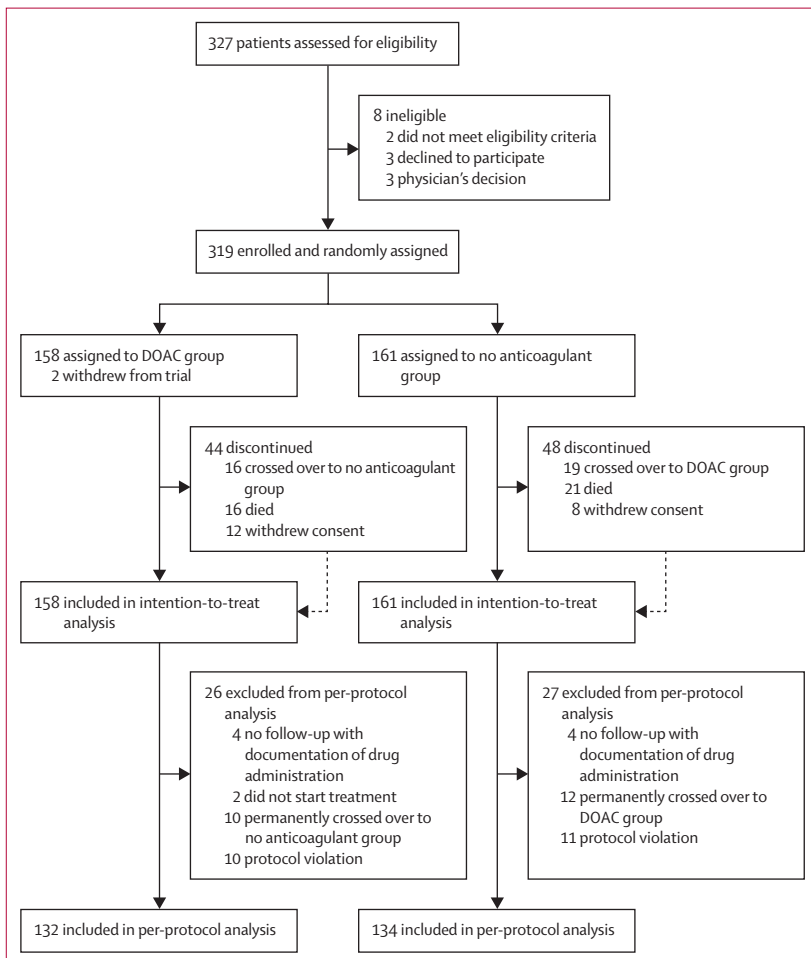 327 patients assessed for eligibility
8 ineligible
2 did not meet eligibility criteria
3 declined to participate
3 physician's decision
319 enrolled and randomly assigned
158 assigned to DOAC group
2 withdrew from trial
161 assigned to no anticoagulant
group
44 discontinued
16 crossed over to no anticoagulant
group
16 died
12 withdrew consent
48 discontinued
19 crossed over to DOAC group
21 died
8 withdrew consent
158 included in intention-to-treat
analysis
161 included in intention-to-treat
analysis
26 excluded from per-protocol
analysis
4 no follow-up with
documentation of drug
administration
2 did not start treatment
10 permanently crossed over to
no anticoagulant group
10 protocol violation
27 excluded from per-protocol
analysis
4 no follow-up with
documentation of drug
administration
12 permanently crossed over to
DOAC group
11 protocol violation
132 included in per-protocol analysis
134 included in per-protocol analysis